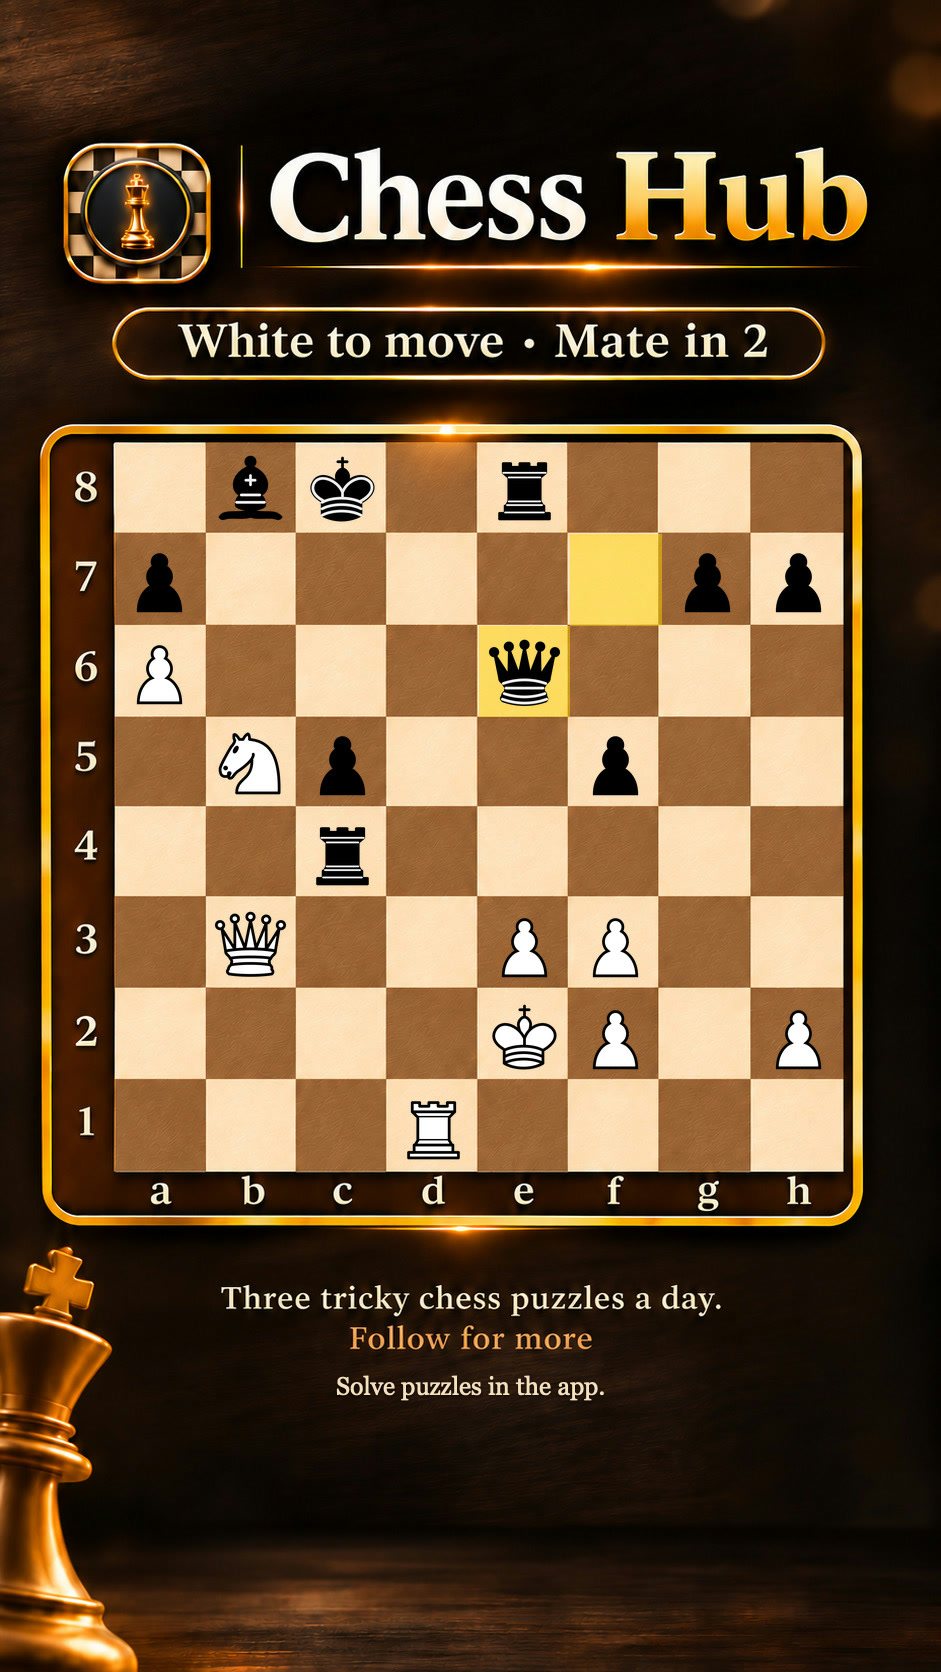 Chess Hub
White to move · Mate in 2
8
7
6
5
4
3
2
1
a b c d e f g h
Three tricky chess puzzles a day.
Follow for more
Solve puzzles in the app.